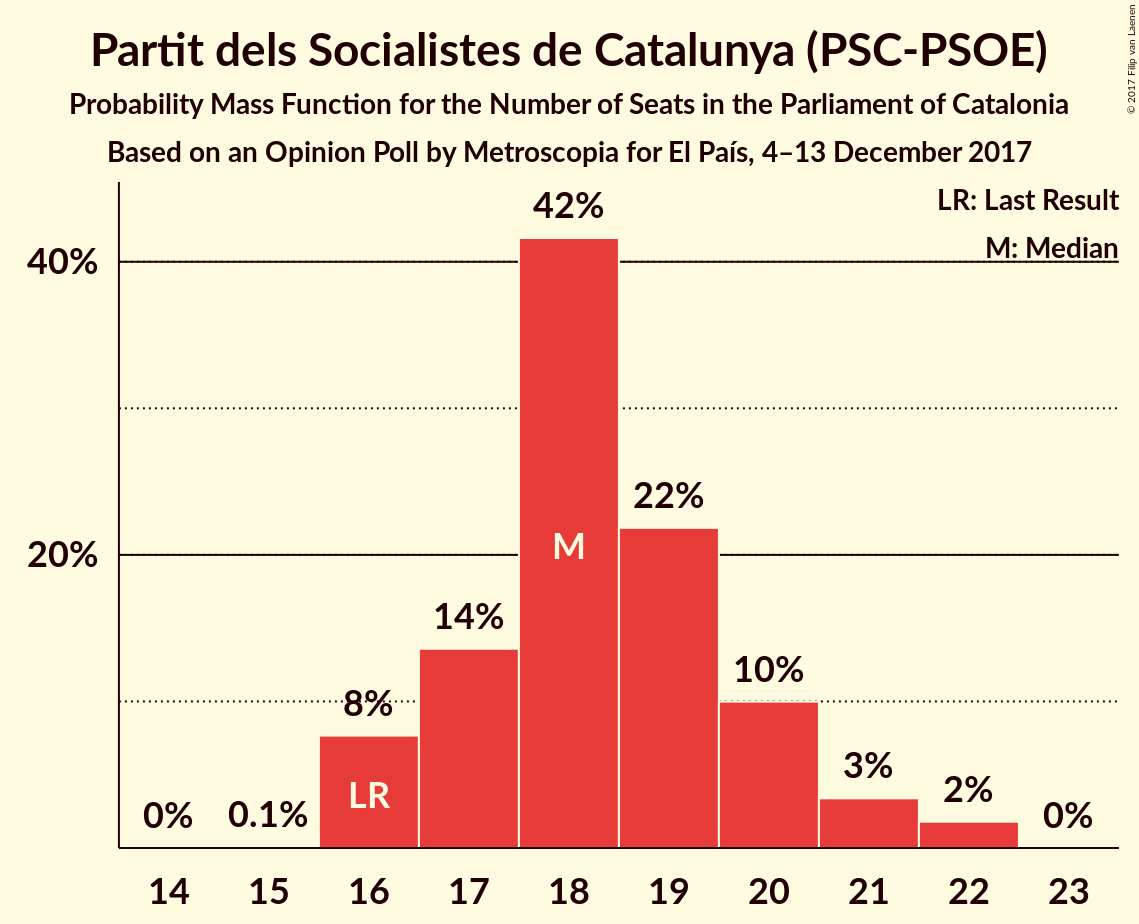 Partit dels Socialistes de Catalunya (PSC-PSOE)
Probability Mass Function for the Number of Seats in the Parliament of Catalonia
Based on an Opinion Poll by Metroscopia for El País, 4–13 December 2017
© 2017 Filip van Laenen
LR: Last Result
M: Median
42%
40%
22%
M
20%
14%
10%
8%
LR
3%
2%
0%
0.1%
0%
14 15 16 17 18 19 20 21 22 23